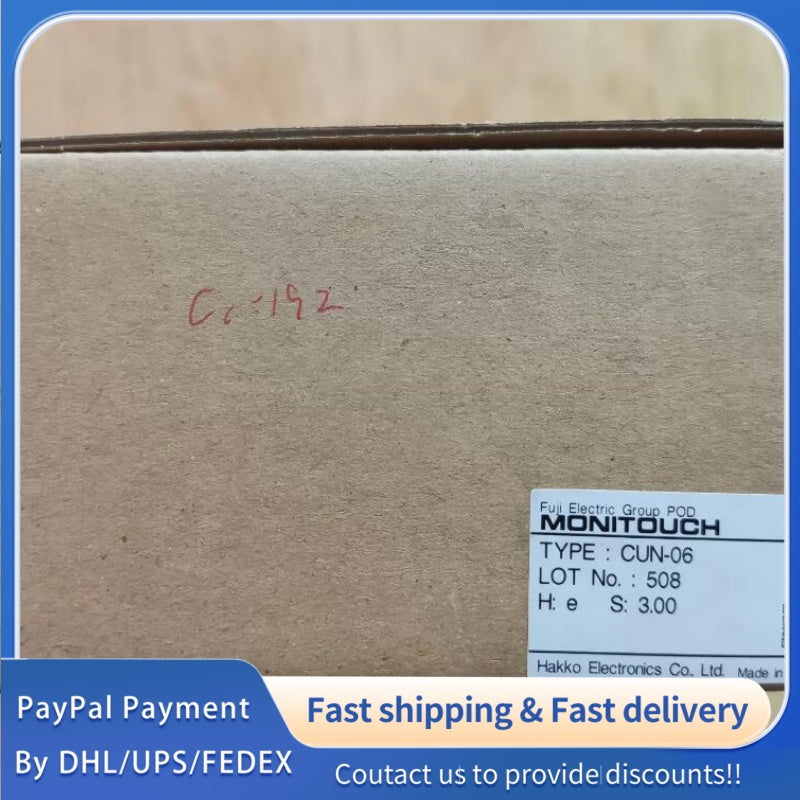 Cc:192
Fuji Electric Group POD
MONITOUCH
TYPE : CUN-06
LOT No. : 508
H: e S: 3.00
Hakko Electronics Co., Ltd. Made in
PayPal Payment
By DHL/UPS/FEDEX
Fast shipping & Fast delivery
Coutact us to provide discounts!!